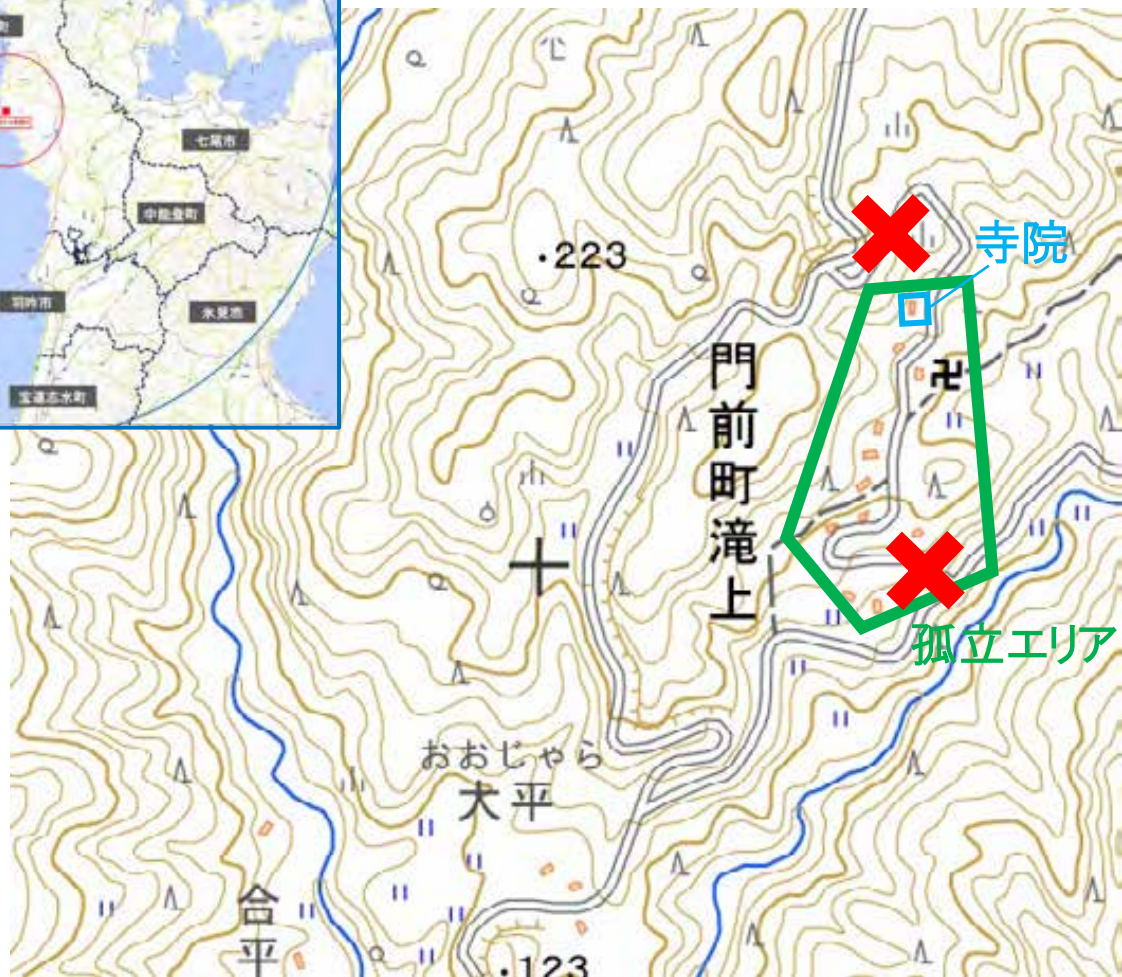 七尾市
中能登町
羽咋市
氷見市
宝達志水町
寺院
・223
門前町滝上
孤立エリア
おおじゃら
大平
合平
・123